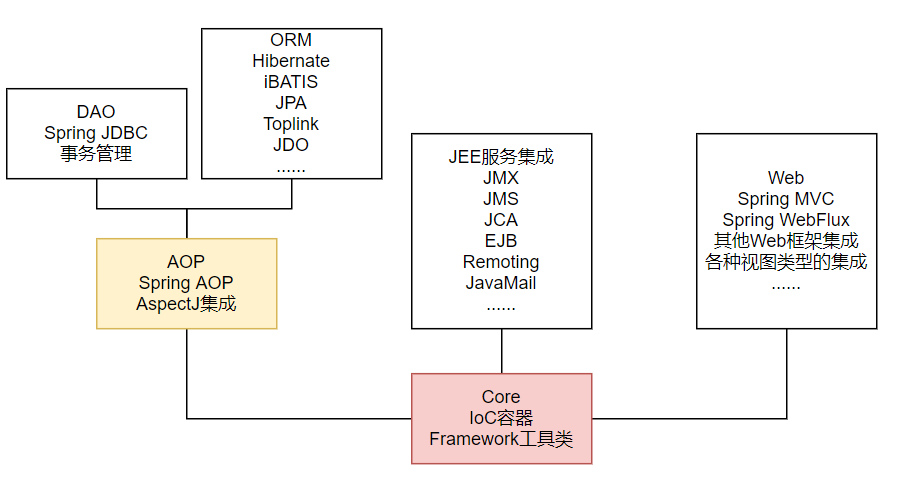 ORM
Hibernate
iBATIS
JPA
Toplink
JDO
......
DAO
Spring JDBC
事务管理
JEE服务集成
JMX
JMS
JCA
EJB
Remoting
JavaMail
......
Web
Spring MVC
Spring WebFlux
其他Web框架集成
各种视图类型的集成
......
AOP
Spring AOP
AspectJ集成
Core
IoC容器
Framework工具类